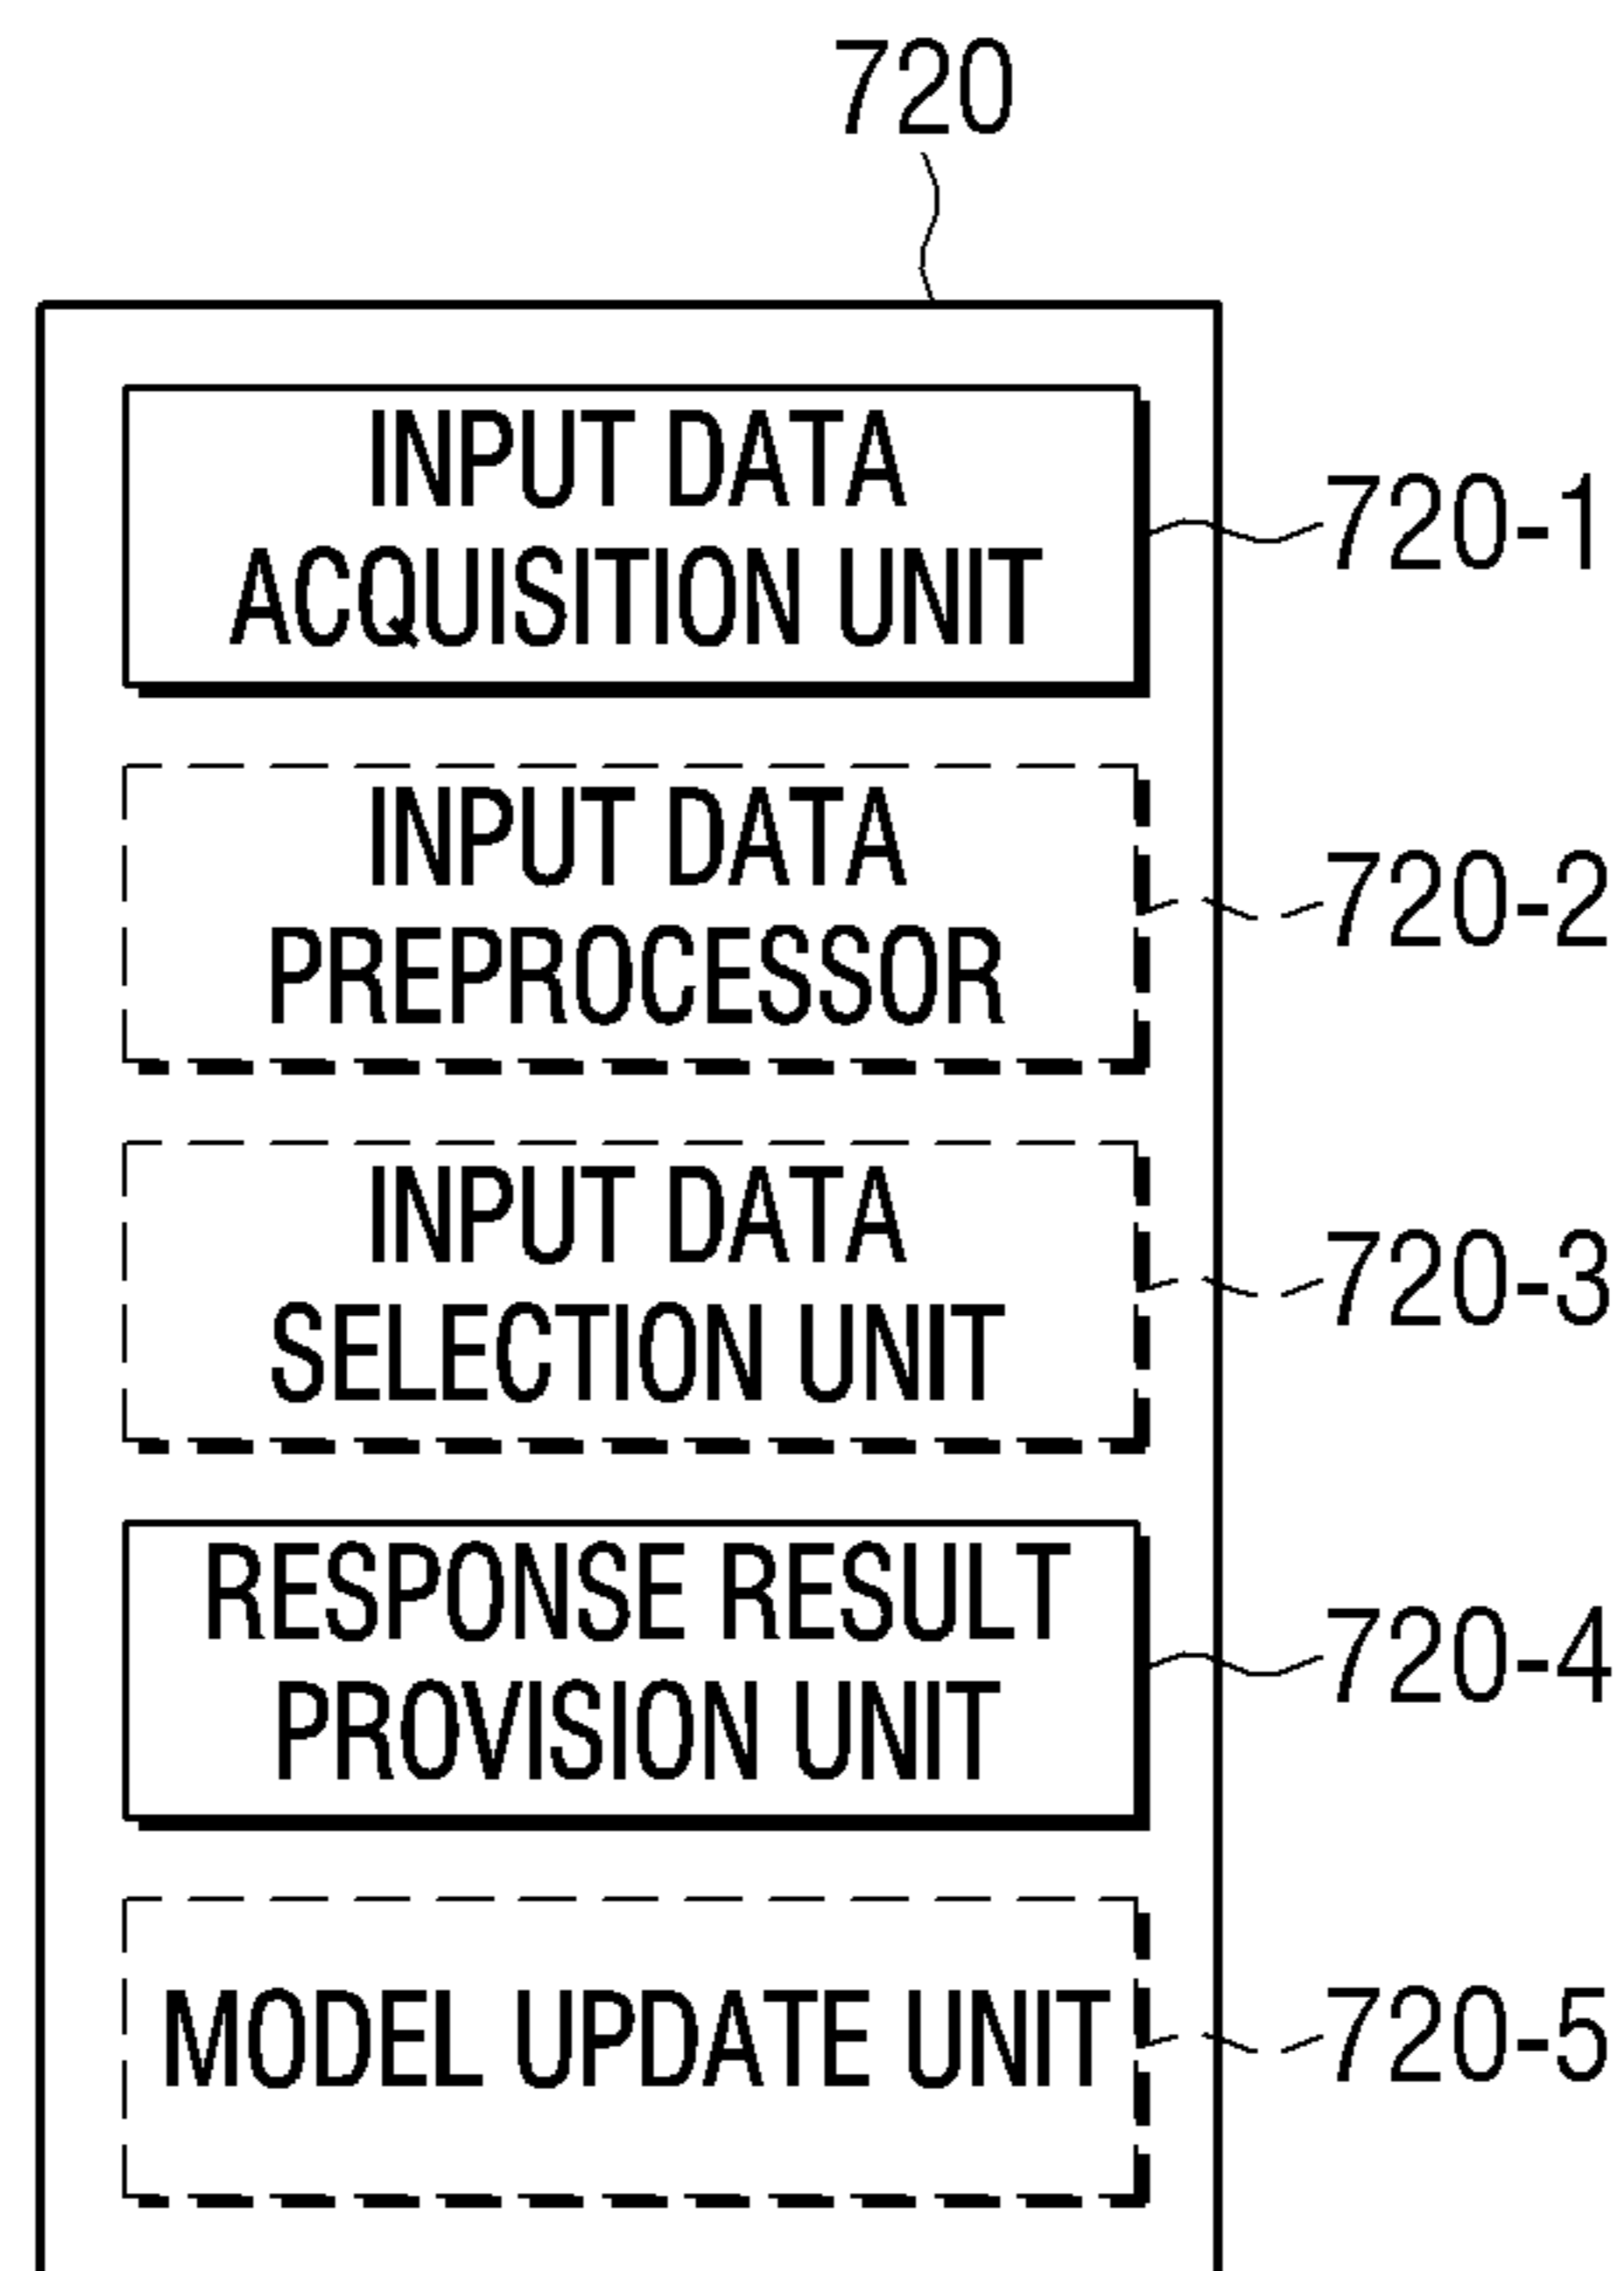 720
INPUT DATA
ACQUISITION UNIT
720-1
INPUT DATA
PREPROCESSOR
720-2
INPUT DATA
SELECTION UNIT
720-3
RESPONSE RESULT
PROVISION UNIT
720-4
MODEL UPDATE UNIT
720-5